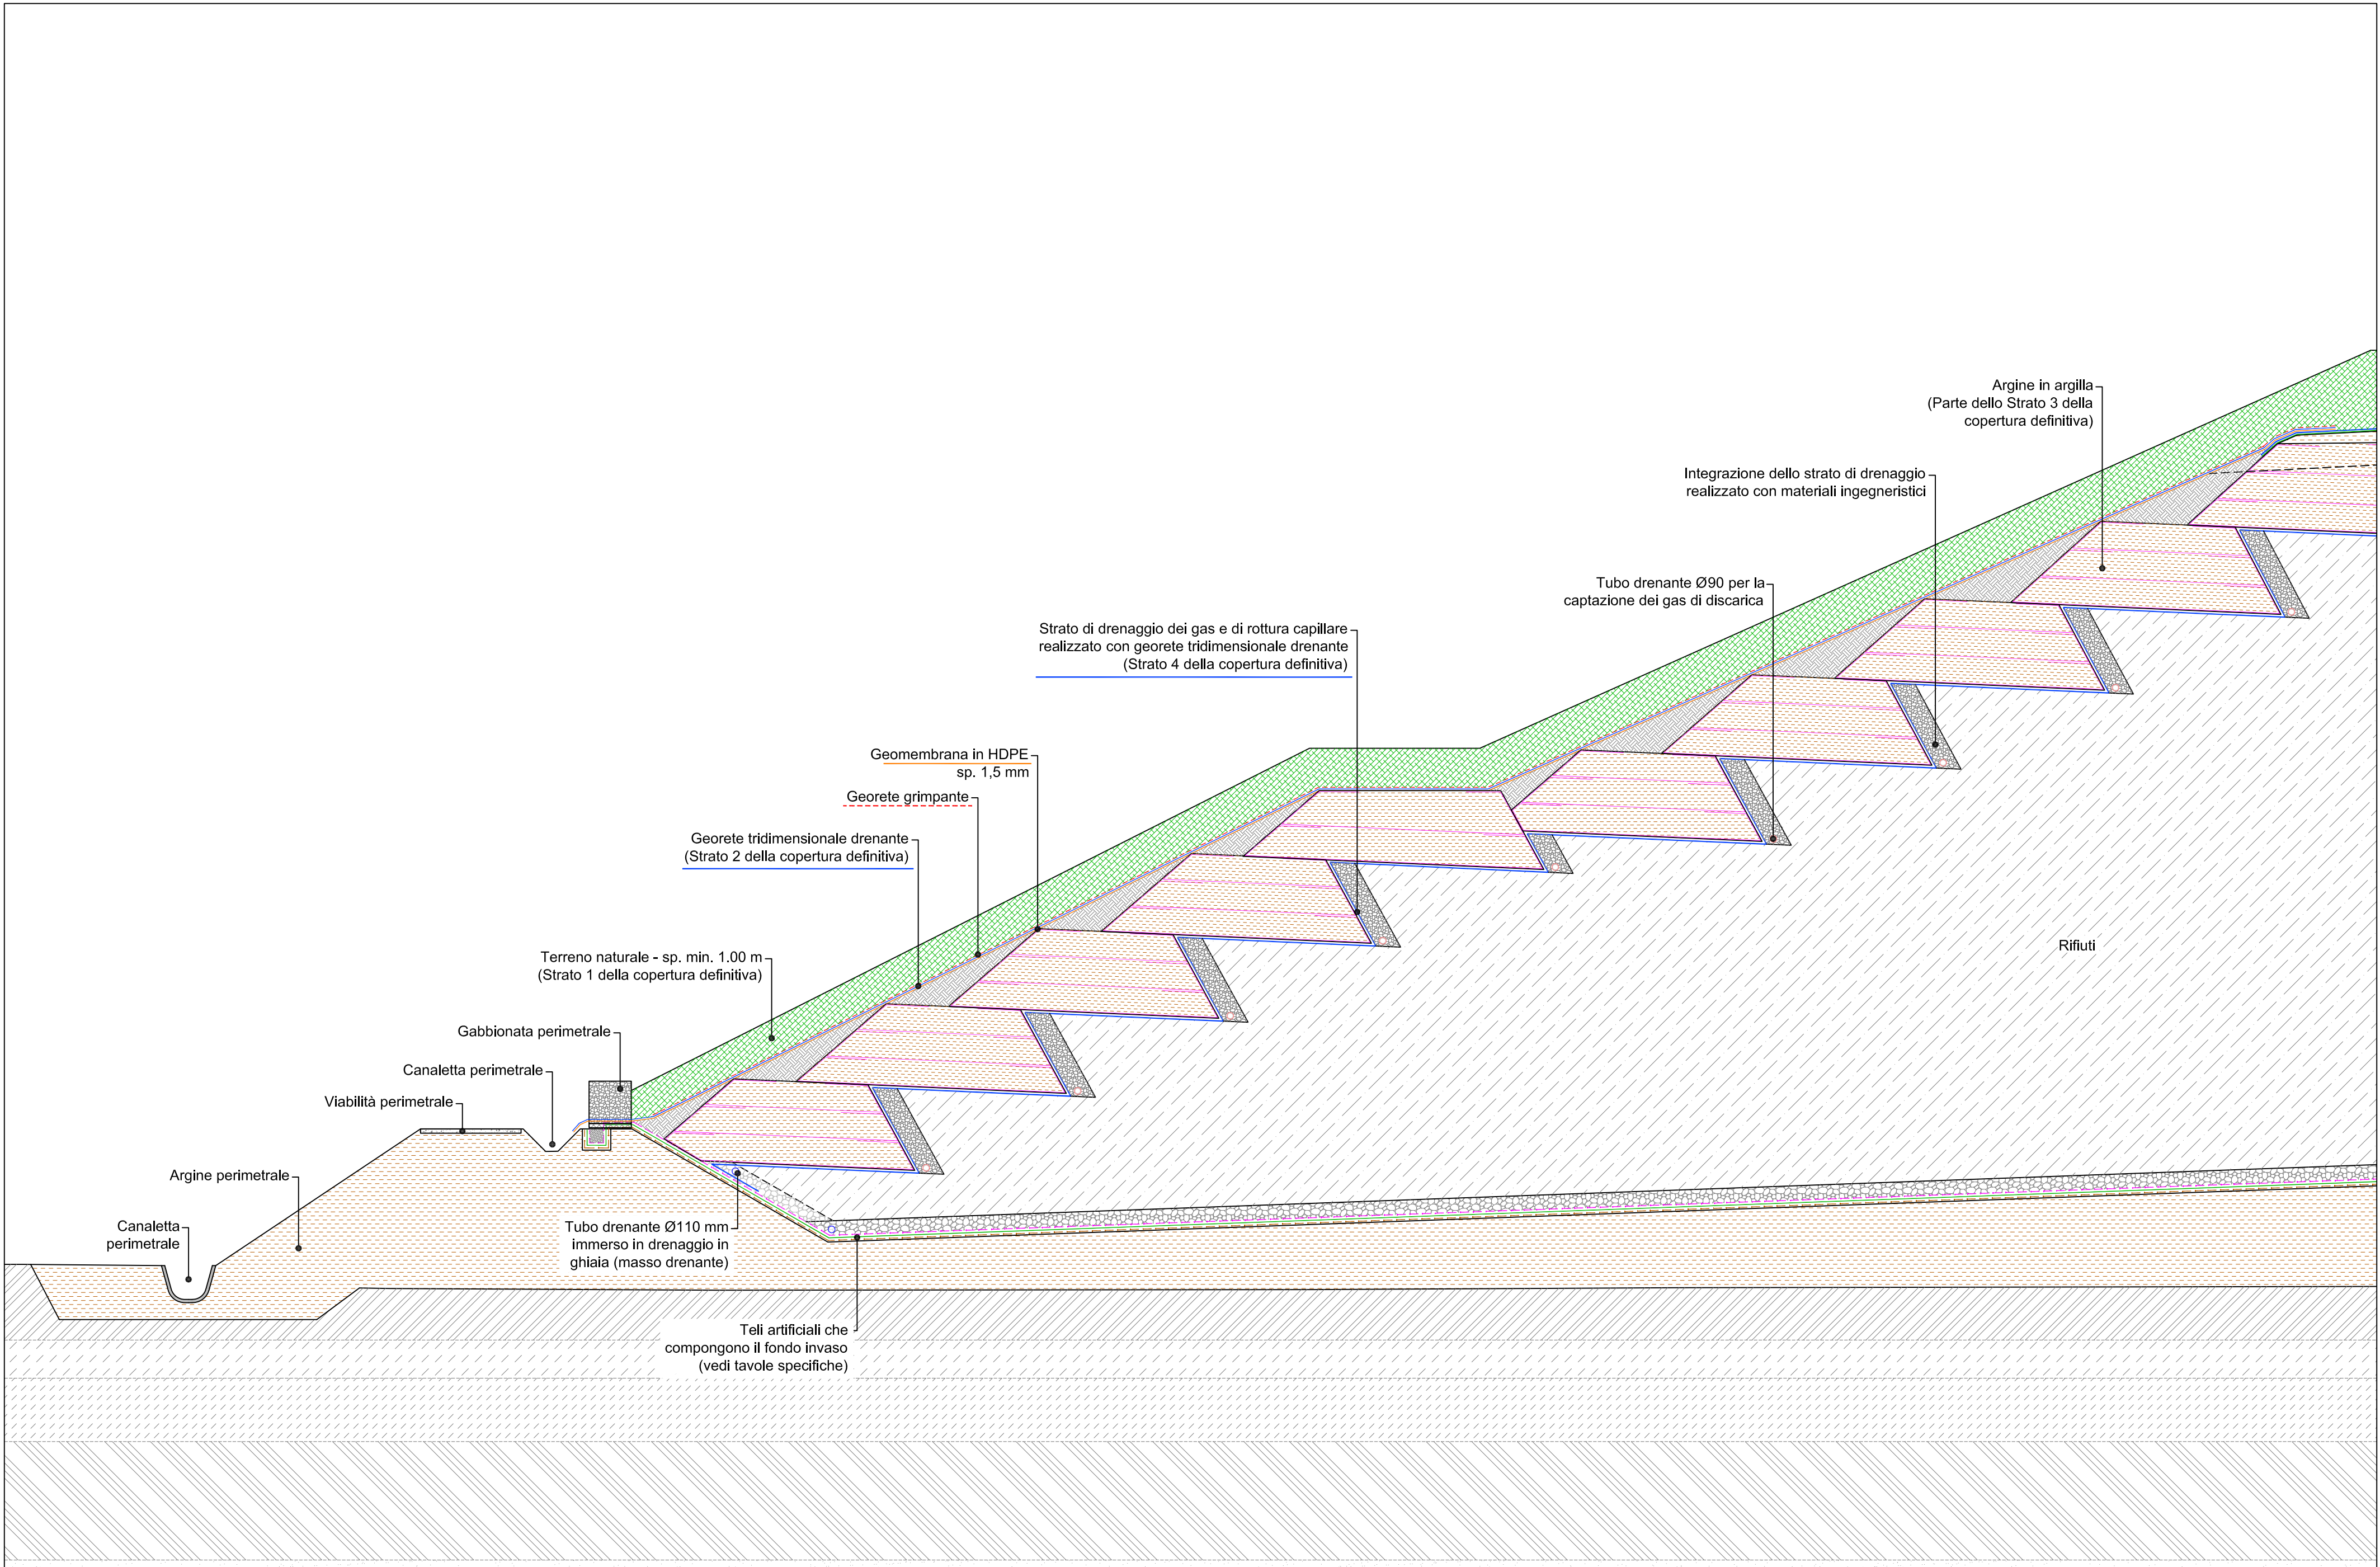 Argine in argilla
(Parte dello Strato 3 della
copertura definitiva)
Integrazione dello strato di drenaggio
realizzato con materiali ingegneristici
Tubo drenante Ø90 per la
captazione dei gas di discarica
Strato di drenaggio dei gas e di rottura capillare
realizzato con georete tridimensionale drenante
(Strato 4 della copertura definitiva)
Geomembrana in HDPE
sp. 1,5 mm
Georete grimpante
Georete tridimensionale drenante
(Strato 2 della copertura definitiva)
Rifiuti
Terreno naturale - sp. min. 1.00 m
(Strato 1 della copertura definitiva)
Gabbionata perimetrale
Canaletta perimetrale
Viabilità perimetrale
Argine perimetrale
Canaletta
perimetrale
Tubo drenante Ø110 mm
immerso in drenaggio in
ghiaia (masso drenante)
Teli artificiali che
compongono il fondo invaso
(vedi tavole specifiche)